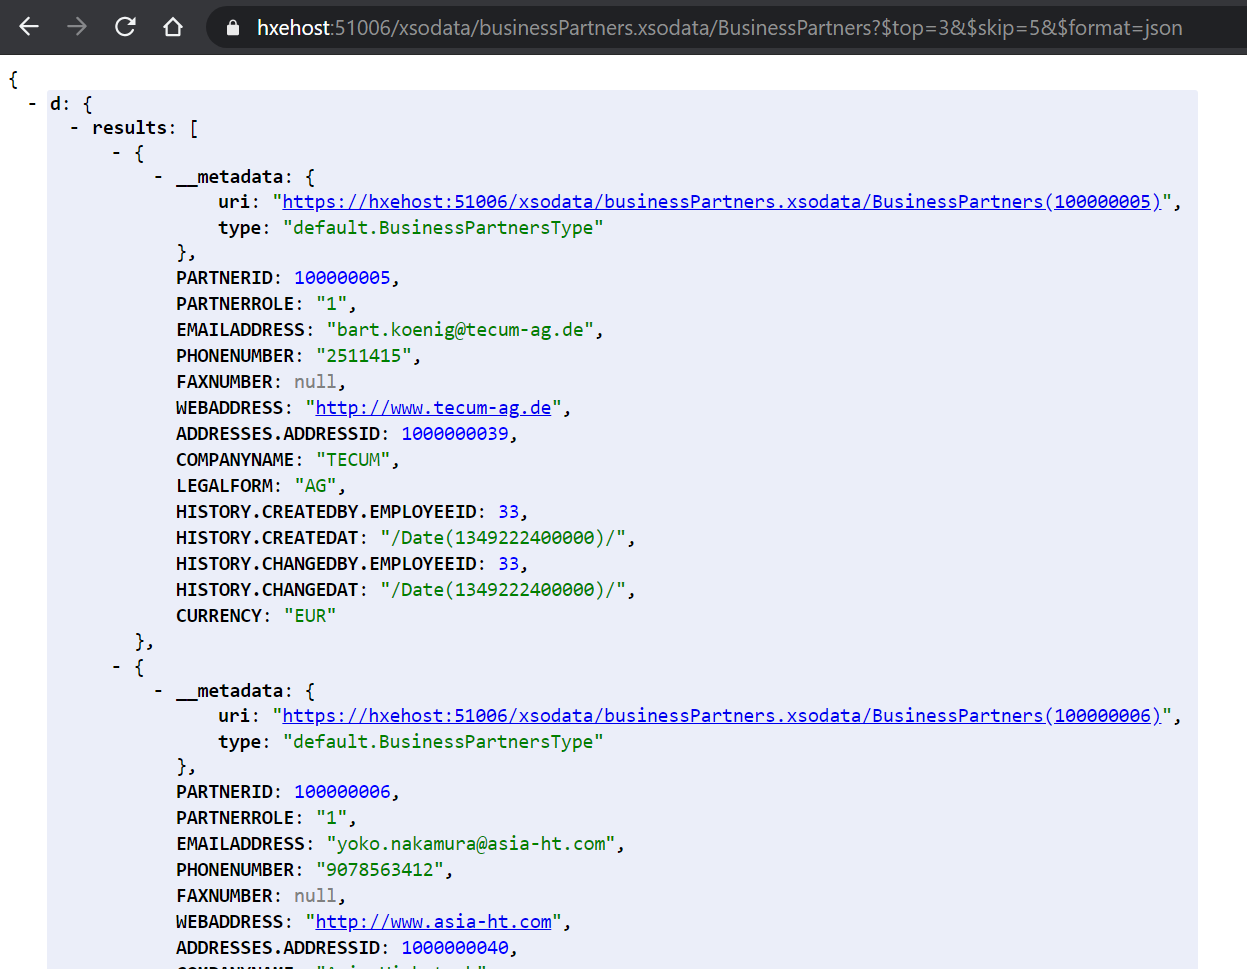 hxehost:51006/xsodata/businessPartners.xsodata/BusinessPartners?$top=3&$skip=5&$format=json
{
- d: {
- results: [
- {
- __metadata: {
uri: "https://hxehost:51006/xsodata/businessPartners.xsodata/BusinessPartners(100000005)",
type: "default.BusinessPartnersType"
},
PARTNERID: 100000005,
PARTNERROLE: "1",
EMAILADDRESS: "bart.koenig@tecum-ag.de",
PHONENUMBER: "2511415",
FAXNUMBER: null,
WEBADDRESS: "http://www.tecum-ag.de",
ADDRESSES.ADDRESSID: 1000000039,
COMPANYNAME: "TECUM",
LEGALFORM: "AG",
HISTORY.CREATEDBY.EMPLOYEEID: 33,
HISTORY.CREATEDAT: "/Date(1349222400000)/",
HISTORY.CHANGEDBY.EMPLOYEEID: 33,
HISTORY.CHANGEDAT: "/Date(1349222400000)/",
CURRENCY: "EUR"
},
- {
- __metadata: {
uri: "https://hxehost:51006/xsodata/businessPartners.xsodata/BusinessPartners(100000006)",
type: "default.BusinessPartnersType"
},
PARTNERID: 100000006,
PARTNERROLE: "1",
EMAILADDRESS: "yoko.nakamura@asia-ht.com",
PHONENUMBER: "9078563412",
FAXNUMBER: null,
WEBADDRESS: "http://www.asia-ht.com",
ADDRESSES.ADDRESSID: 1000000040,